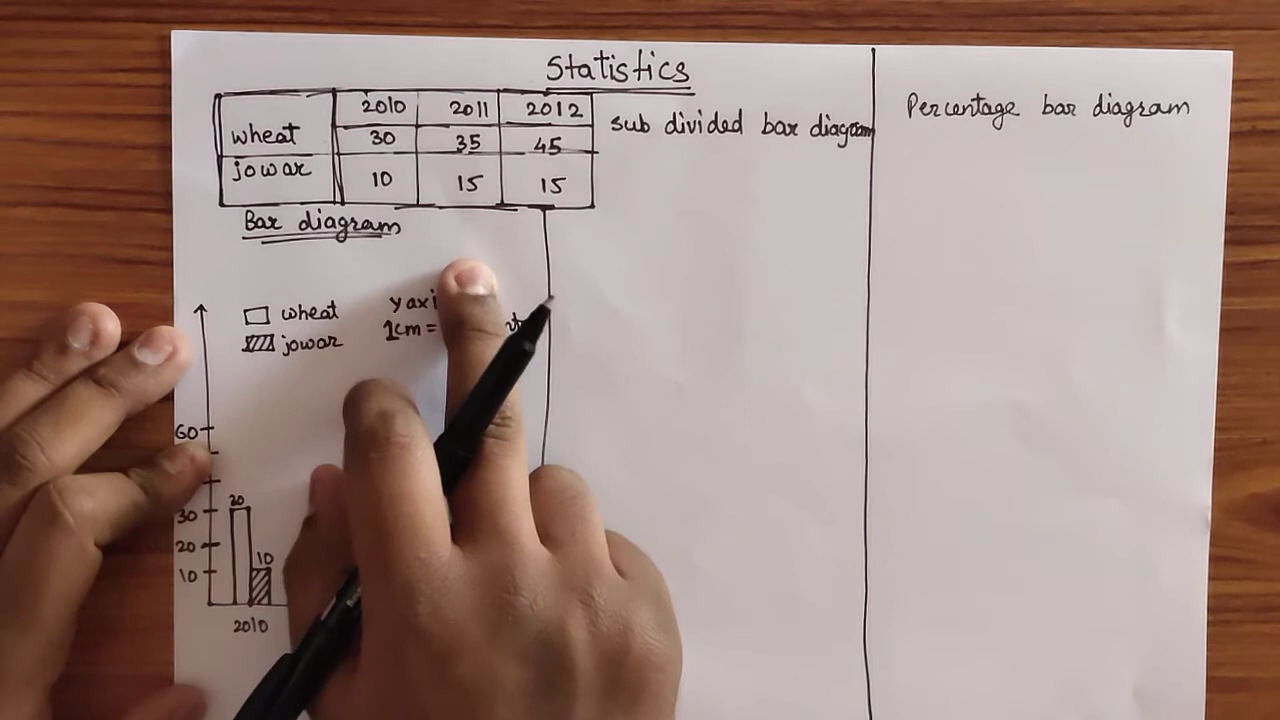 Statistics
2010 2011 2012
wheat 30 35 45
jowar 10 15 15
sub divided bar diagram
Percentage bar diagram
Bar diagram
wheat
jowar
y axi
1cm =
60
30
20
10
20
10
2010